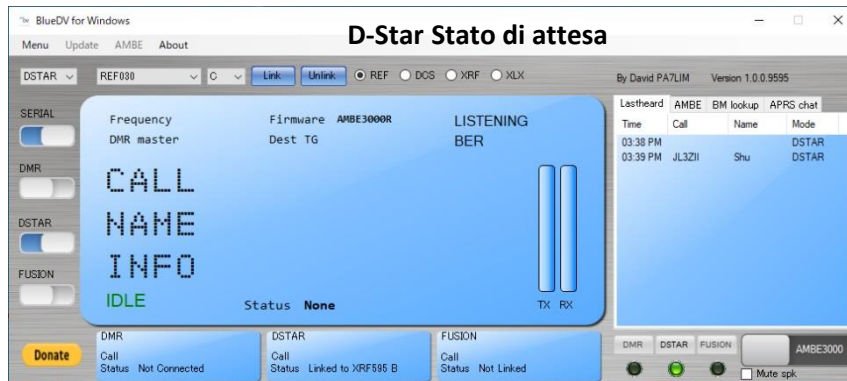 BlueDV for Windows
D-Star Stato di attesa
Menu Update AMBE About
DSTAR REF030 C Link Unlink REF DCS XRF XLX By David PA7LIM Version 1.0.0.9595
SERIAL
DMR
DSTAR
FUSION
Donate
Frequency Firmware AMBE3000R LISTENING
DMR master Dest TG BER
CALL
NAME
INFO
IDLE Status None TX RX
Lastheard AMBE BM lookup APRS chat
Time Call Name Mode
03:38 PM DSTAR
03:39 PM JL3ZII Shu DSTAR
DMR
Call
Status Not Connected
DSTAR
Call
Status Linked to XRF595 B
FUSION
Call
Status Not Linked
DMR DSTAR FUSION AMBE3000
Mute spk